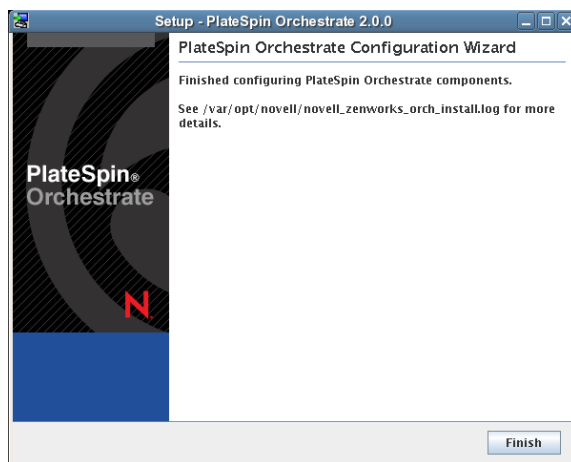 Setup - PlateSpin Orchestrate 2.0.0
PlateSpin Orchestrate Configuration Wizard
Finished configuring PlateSpin Orchestrate components.
See /var/opt/novell/novell_zenworks_orch_install.log for more
details.
PlateSpin®
Orchestrate
N
Finish